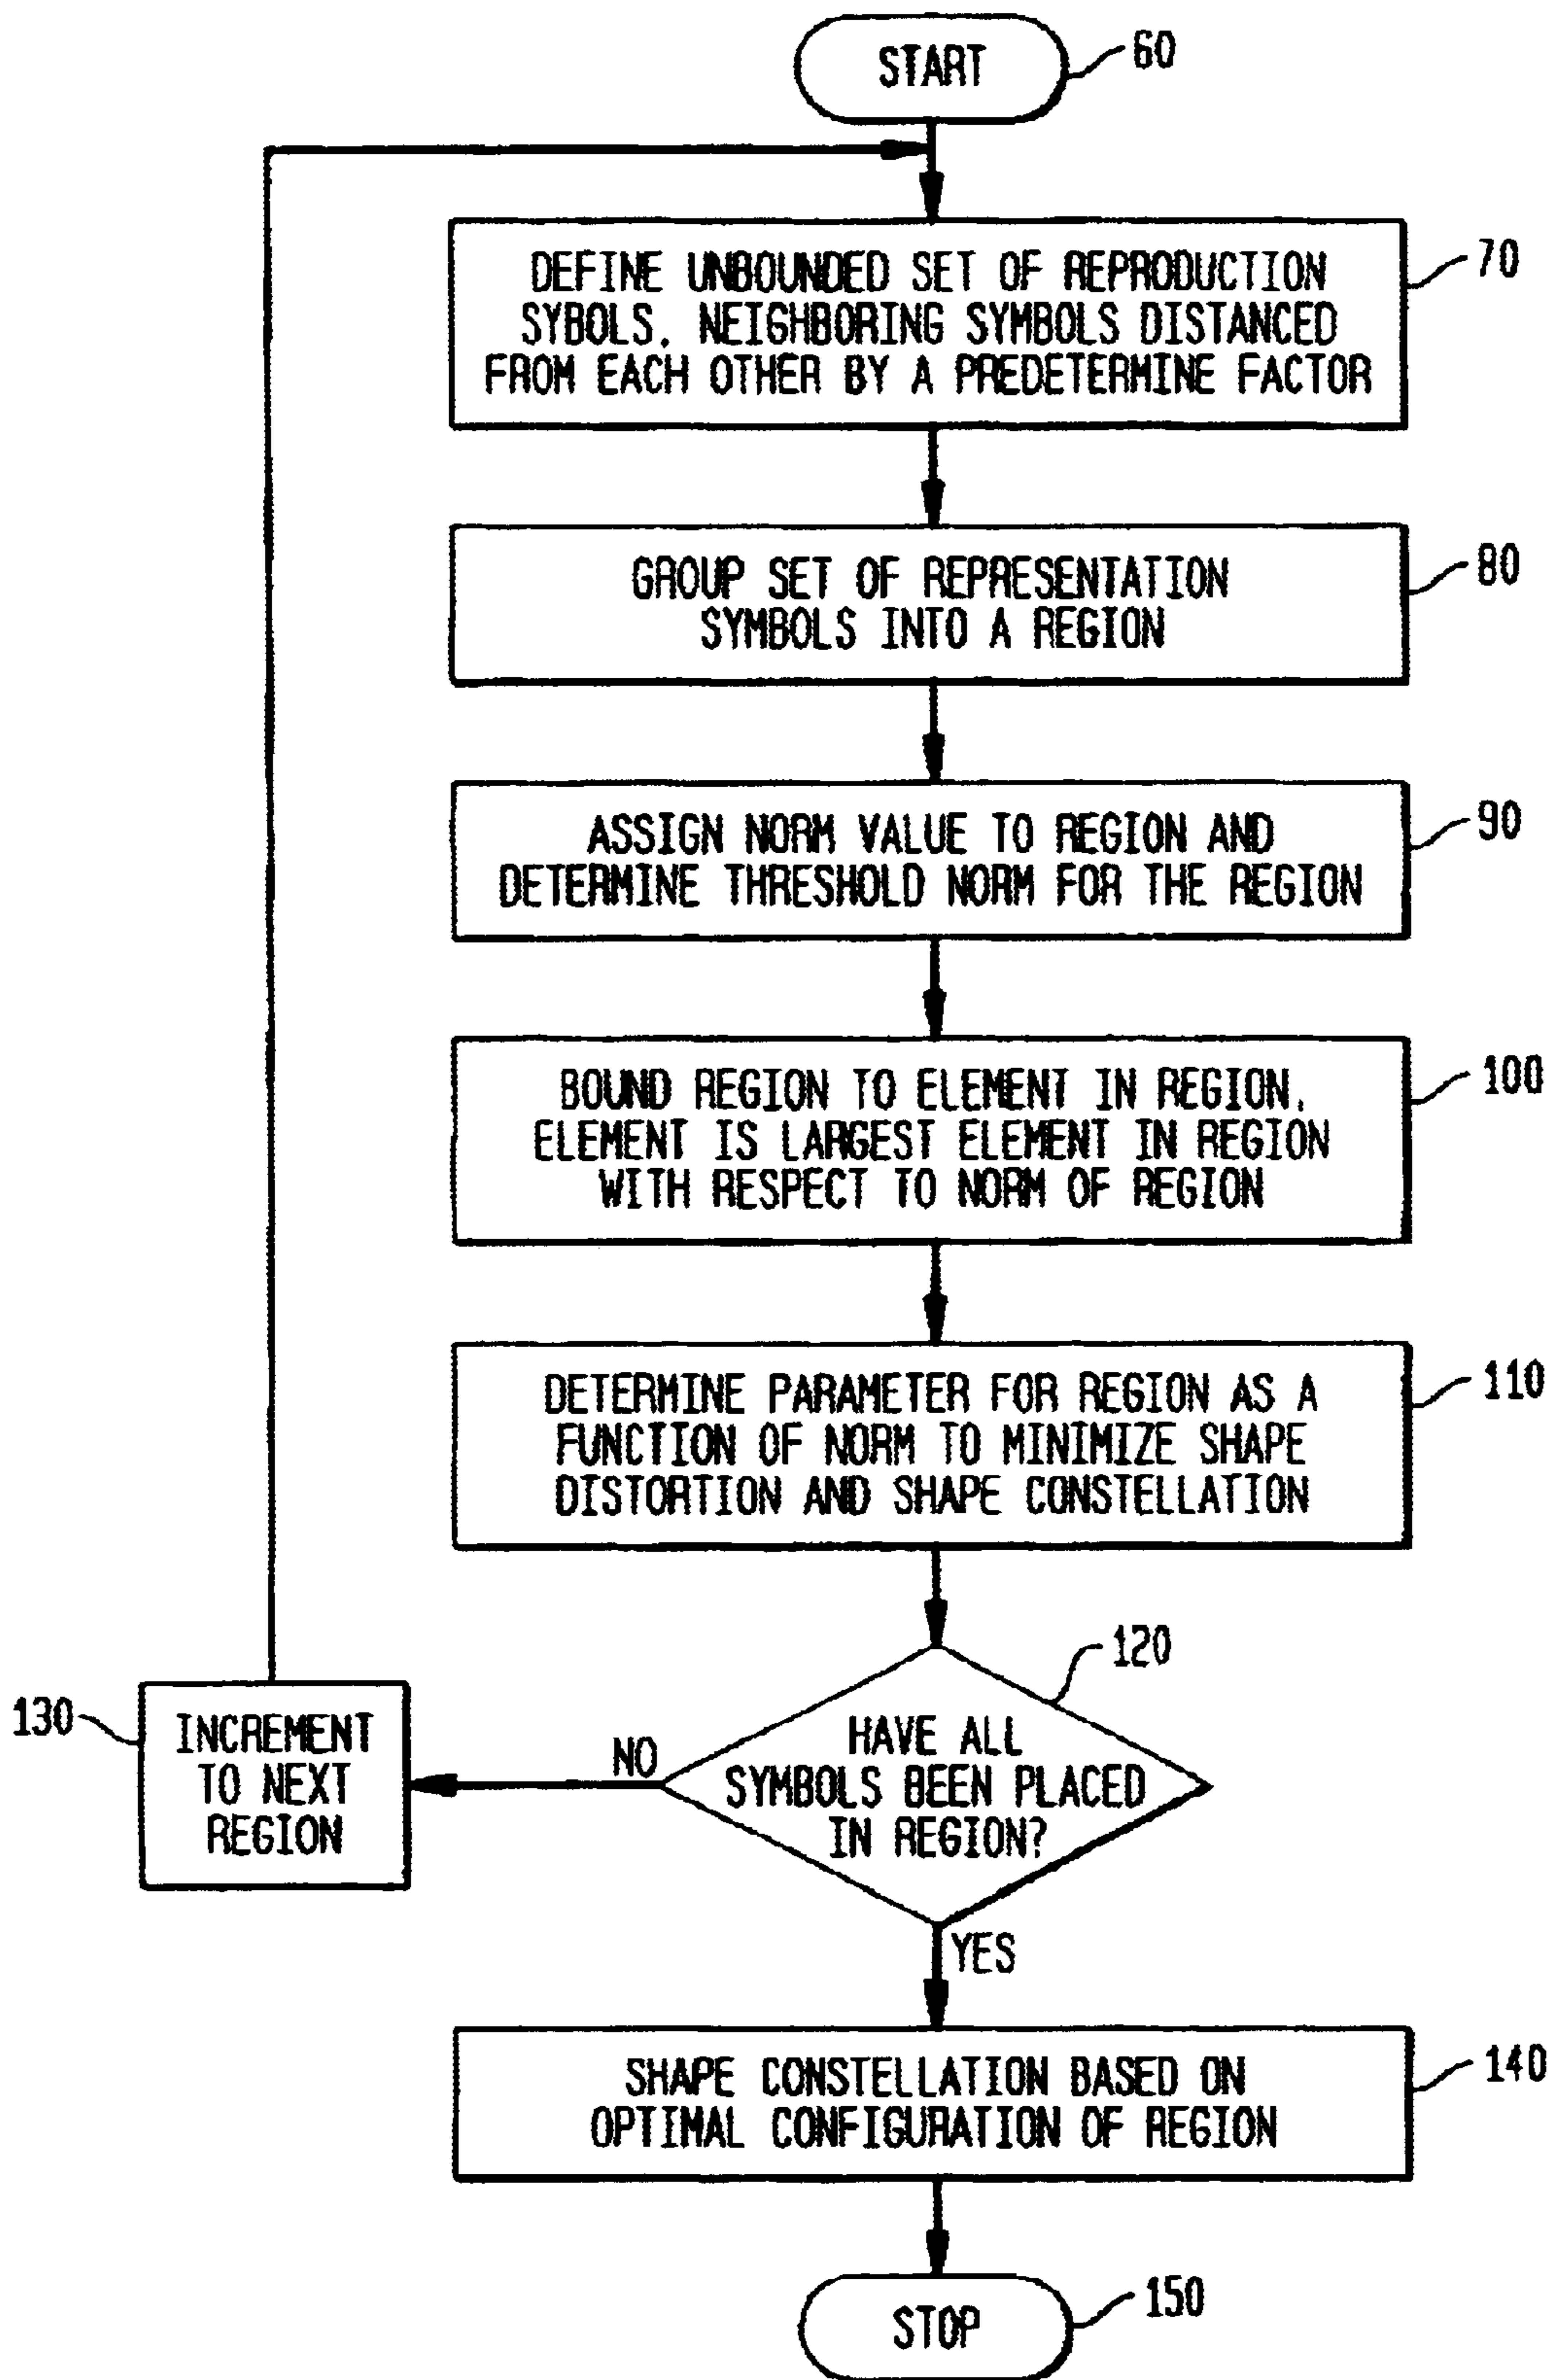 START
60
DEFINE UNBOUNDED SET OF REPRODUCTION
SYBOLS. NEIGHBORING SYMBOLS DISTANCED
FROM EACH OTHER BY A PREDETERMINE FACTOR
70
GROUP SET OF REPRESENTATION
SYMBOLS INTO A REGION
80
ASSIGN NORM VALUE TO REGION AND
DETERMINE THRESHOLD NORM FOR THE REGION
90
BOUND REGION TO ELEMENT IN REGION.
ELEMENT IS LARGEST ELEMENT IN REGION
WITH RESPECT TO NORM OF REGION
100
DETERMINE PARAMETER FOR REGION AS A
FUNCTION OF NORM TO MINIMIZE SHAPE
DISTORTION AND SHAPE CONSTELLATION
110
HAVE ALL
SYMBOLS BEEN PLACED
IN REGION?
120
NO
130
INCREMENT
TO NEXT
REGION
YES
SHAPE CONSTELLATION BASED ON
OPTIMAL CONFIGURATION OF REGION
140
STOP
150